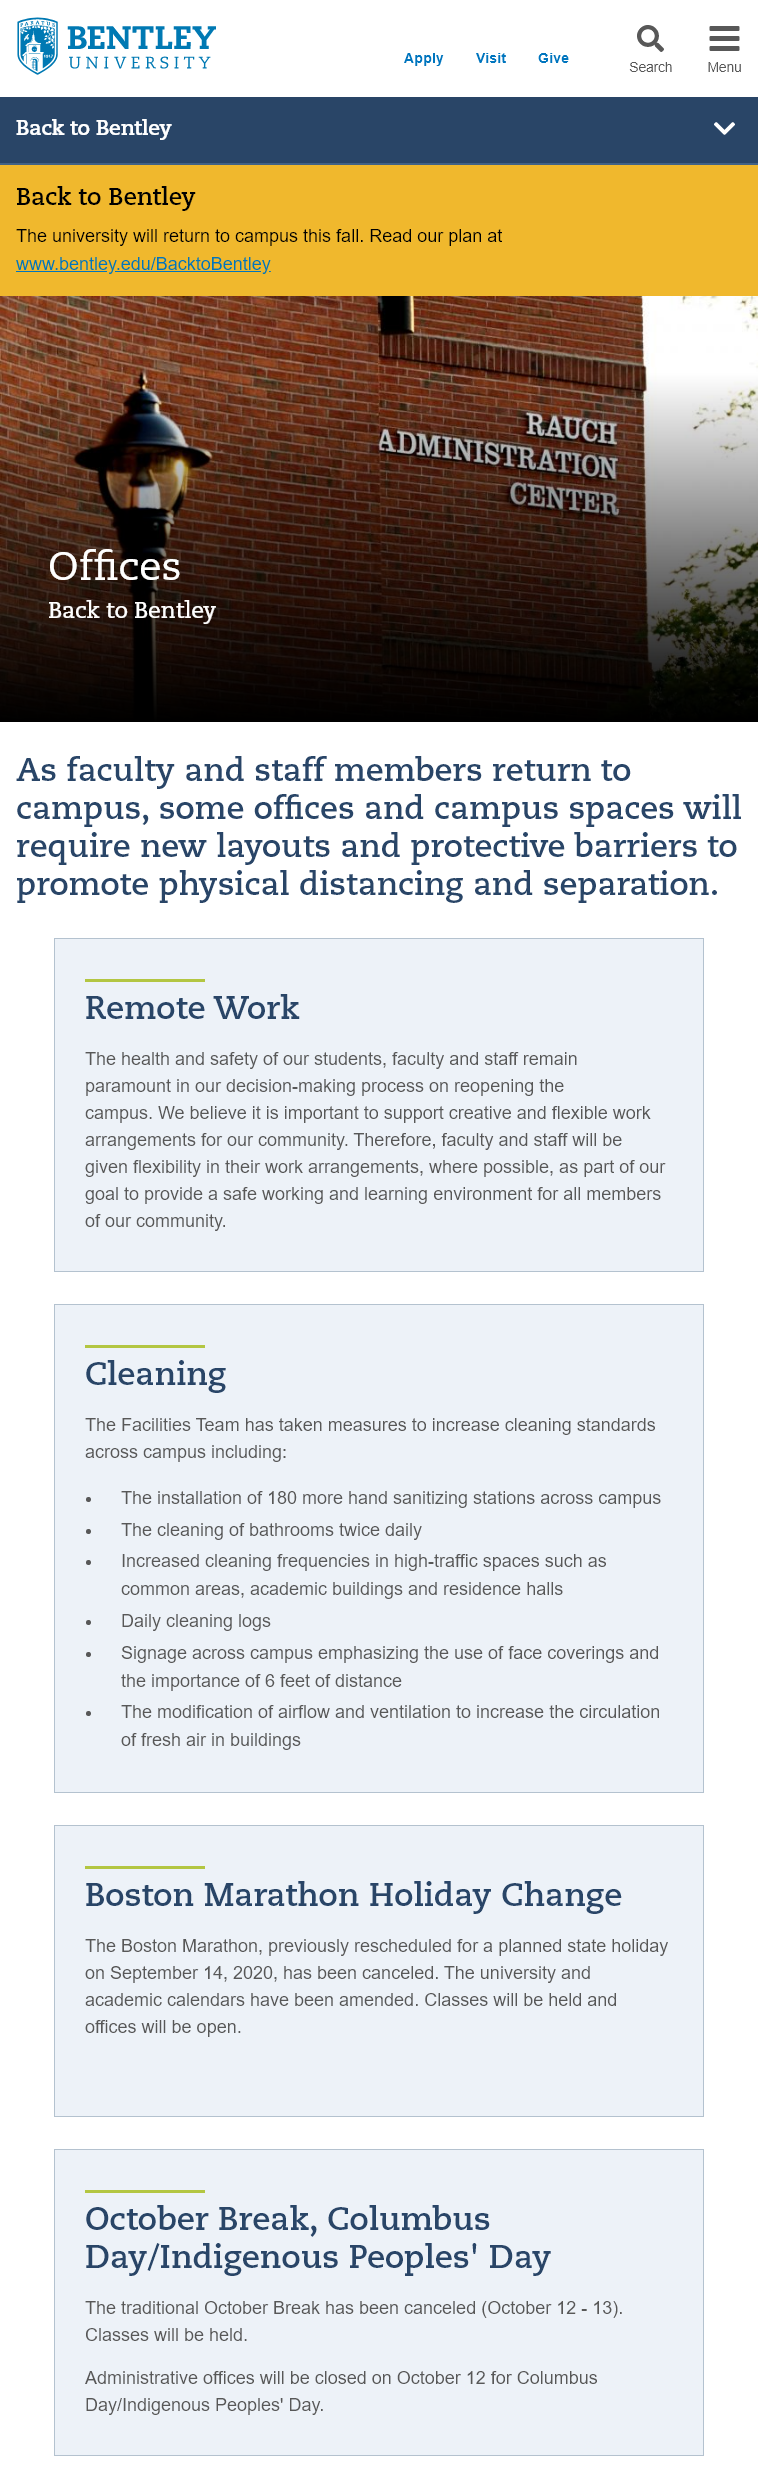 BENTLEY
UNIVERSITY
Apply Visit Give
Search Menu
Back to Bentley
Back to Bentley
The university will return to campus this fall. Read our plan at
www.bentley.edu/BacktoBentley
RAUCH
ADMINISTRATION
CENTER
Offices
Back to Bentley
As faculty and staff members return to
campus, some offices and campus spaces will
require new layouts and protective barriers to
promote physical distancing and separation.
Remote Work
The health and safety of our students, faculty and staff remain
paramount in our decision-making process on reopening the
campus. We believe it is important to support creative and flexible work
arrangements for our community. Therefore, faculty and staff will be
given flexibility in their work arrangements, where possible, as part of our
goal to provide a safe working and learning environment for all members
of our community.
Cleaning
The Facilities Team has taken measures to increase cleaning standards
across campus including:
• The installation of 180 more hand sanitizing stations across campus
• The cleaning of bathrooms twice daily
• Increased cleaning frequencies in high-traffic spaces such as
common areas, academic buildings and residence halls
• Daily cleaning logs
• Signage across campus emphasizing the use of face coverings and
the importance of 6 feet of distance
• The modification of airflow and ventilation to increase the circulation
of fresh air in buildings
Boston Marathon Holiday Change
The Boston Marathon, previously rescheduled for a planned state holiday
on September 14, 2020, has been canceled. The university and
academic calendars have been amended. Classes will be held and
offices will be open.
October Break, Columbus
Day/Indigenous Peoples' Day
The traditional October Break has been canceled (October 12 - 13).
Classes will be held.
Administrative offices will be closed on October 12 for Columbus
Day/Indigenous Peoples' Day.